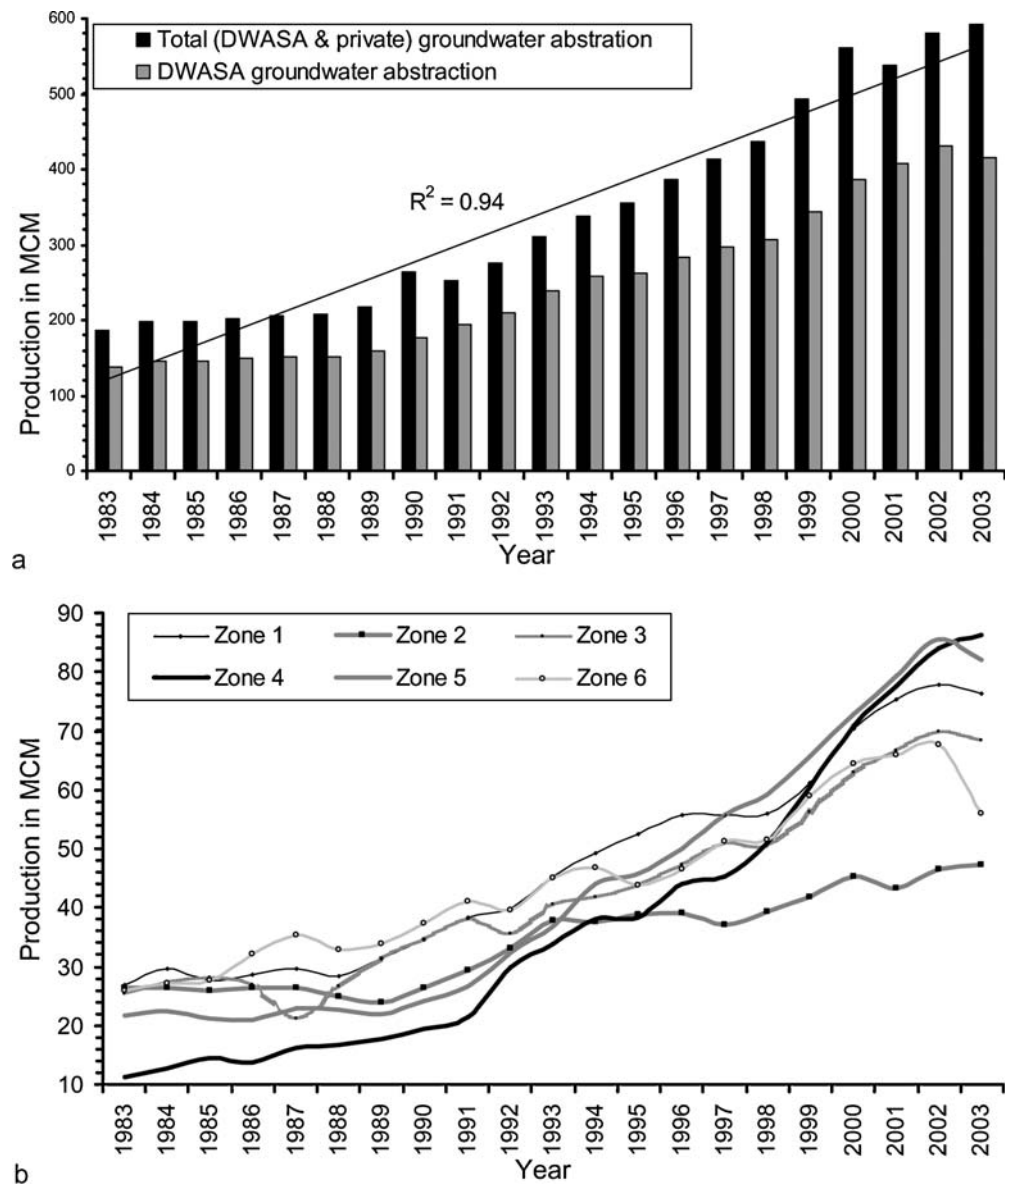 600
Total (DWASA & private) groundwater abstration
DWASA groundwater abstraction
500
400
R² = 0.94
300
200
100
0
Production in MCM
1983 1984 1985 1986 1987 1988 1989 1990 1991 1992 1993 1994 1995 1996 1997 1998 1999 2000 2001 2002 2003
Year
a
90
Zone 1 Zone 2 Zone 3
Zone 4 Zone 5 Zone 6
80
70
60
50
40
30
20
10
Production in MCM
1983 1984 1985 1986 1987 1988 1989 1990 1991 1992 1993 1994 1995 1996 1997 1998 1999 2000 2001 2002 2003
Year
b